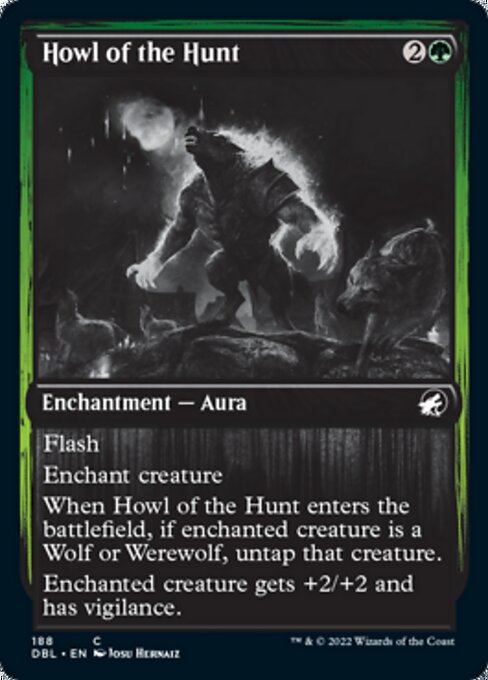 Howl of the Hunt 2
Enchantment — Aura
Flash
Enchant creature
When Howl of the Hunt enters the
battlefield, if enchanted creature is a
Wolf or Werewolf, untap that creature.
Enchanted creature gets +2/+2 and
has vigilance.
188 C ™ & © 2022 Wizards of the Coast
DBL • EN Josu Hernaiz